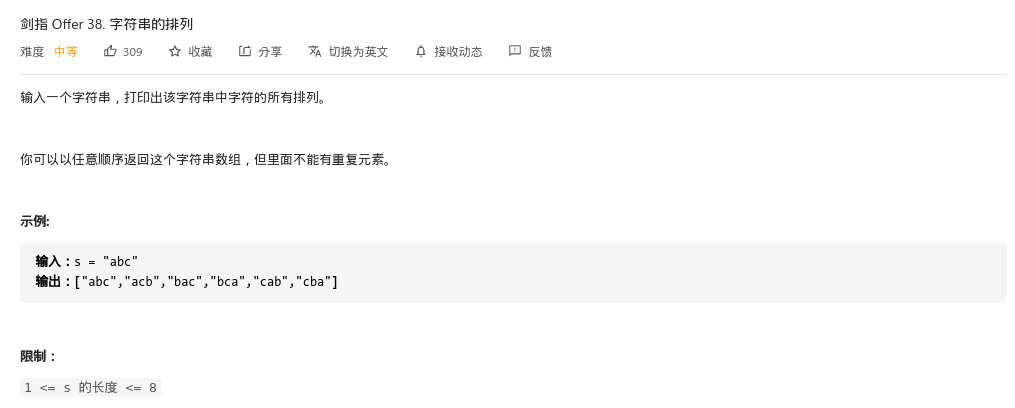 剑指 Offer 38. 字符串的排列
难度 中等 309 收藏 分享 切换为英文 接收动态 反馈
输入一个字符串，打印出该字符串中字符的所有排列。
你可以以任意顺序返回这个字符串数组，但里面不能有重复元素。
示例:
输入：s = "abc"
输出：["abc","acb","bac","bca","cab","cba"]
限制：
1 <= s 的长度 <= 8